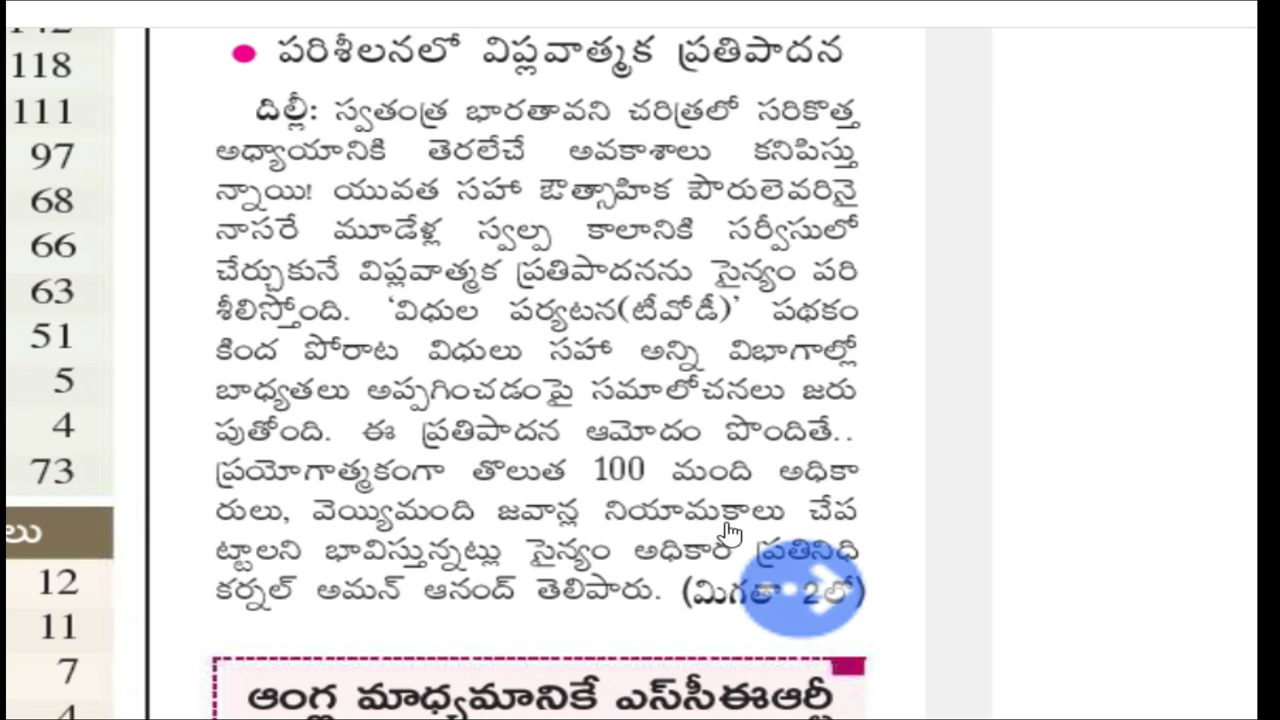 118
111
97
68
66
63
51
5
4
73
లు
12
11
7
పరిశీలనలో విప్లవాత్మక ప్రతిపాదన
దిల్లీ: స్వతంత్ర భారతావని చరిత్రలో సరికొత్త
అధ్యాయానికి తెరలేచే అవకాశాలు కనిపిస్తు
న్నాయి! యువత సహా ఔత్సాహిక పౌరులెవరినై
నాసరే మూడేళ్ల స్వల్ప కాలానికి సర్వీసులో
చేర్చుకునే విప్లవాత్మక ప్రతిపాదనను సైన్యం పరి
శీలిస్తోంది. ‘విధుల పర్యటన(టీవోడీ)’ పథకం
కింద పోరాట విధులు సహా అన్ని విభాగాల్లో
బాధ్యతలు అప్పగించడంపై సమాలోచనలు జరు
పుతోంది. ఈ ప్రతిపాదన ఆమోదం పొందితే..
ప్రయోగాత్మకంగా తొలుత 100 మంది అధికా
రులు, వెయ్యిమంది జవాన్ల నియామకాలు చేప
ట్టాలని భావిస్తున్నట్లు సైన్యం అధికార ప్రతినిధి
కర్నల్ అమన్ ఆనంద్ తెలిపారు. (మిగతా 2లో)
ఆంగ్ల మాధ్యమానికే ఎస్‌సీఈఆర్టీ